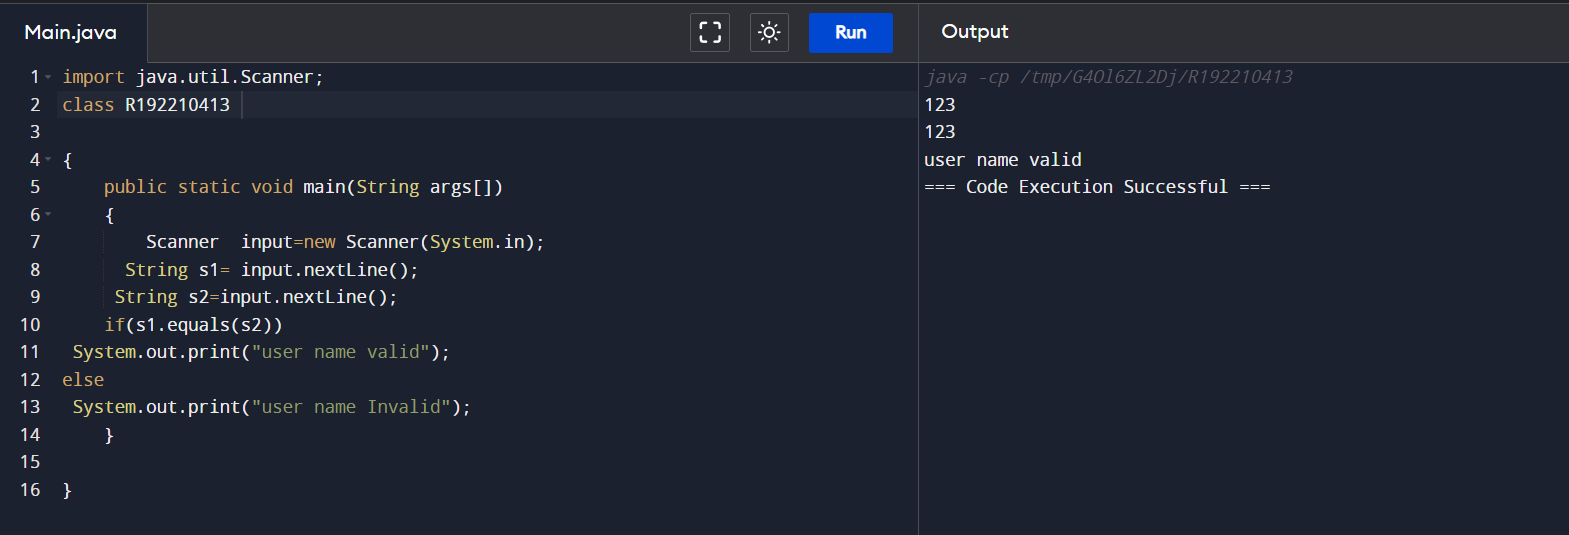 Main.java
Run
Output
1 import java.util.Scanner;
2 class R192210413
3
4 {
5 public static void main(String args[])
6 {
7 Scanner  input=new Scanner(System.in);
8 String s1= input.nextLine();
9 String s2=input.nextLine();
10 if(s1.equals(s2))
11 System.out.print("user name valid");
12 else
13 System.out.print("user name Invalid");
14 }
15
16 }
java -cp /tmp/G4Ol6ZL2Dj/R192210413
123
123
user name valid
=== Code Execution Successful ===